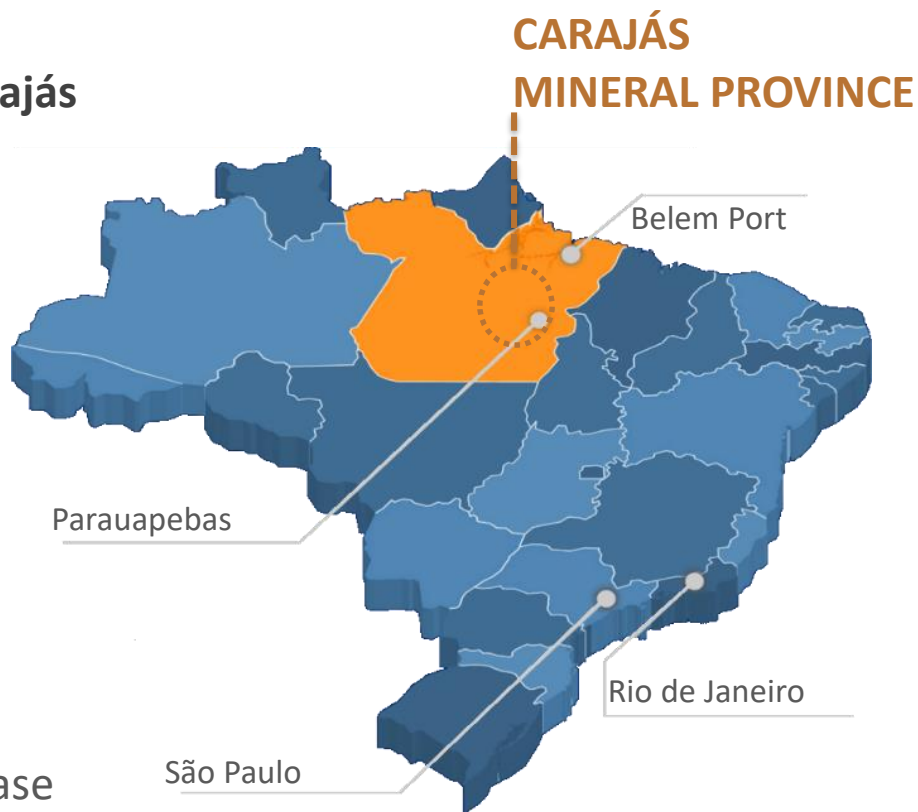 CARAJÁS
MINERAL PROVINCE
ajás
Belem Port
Parauapebas
Rio de Janeiro
São Paulo
ase